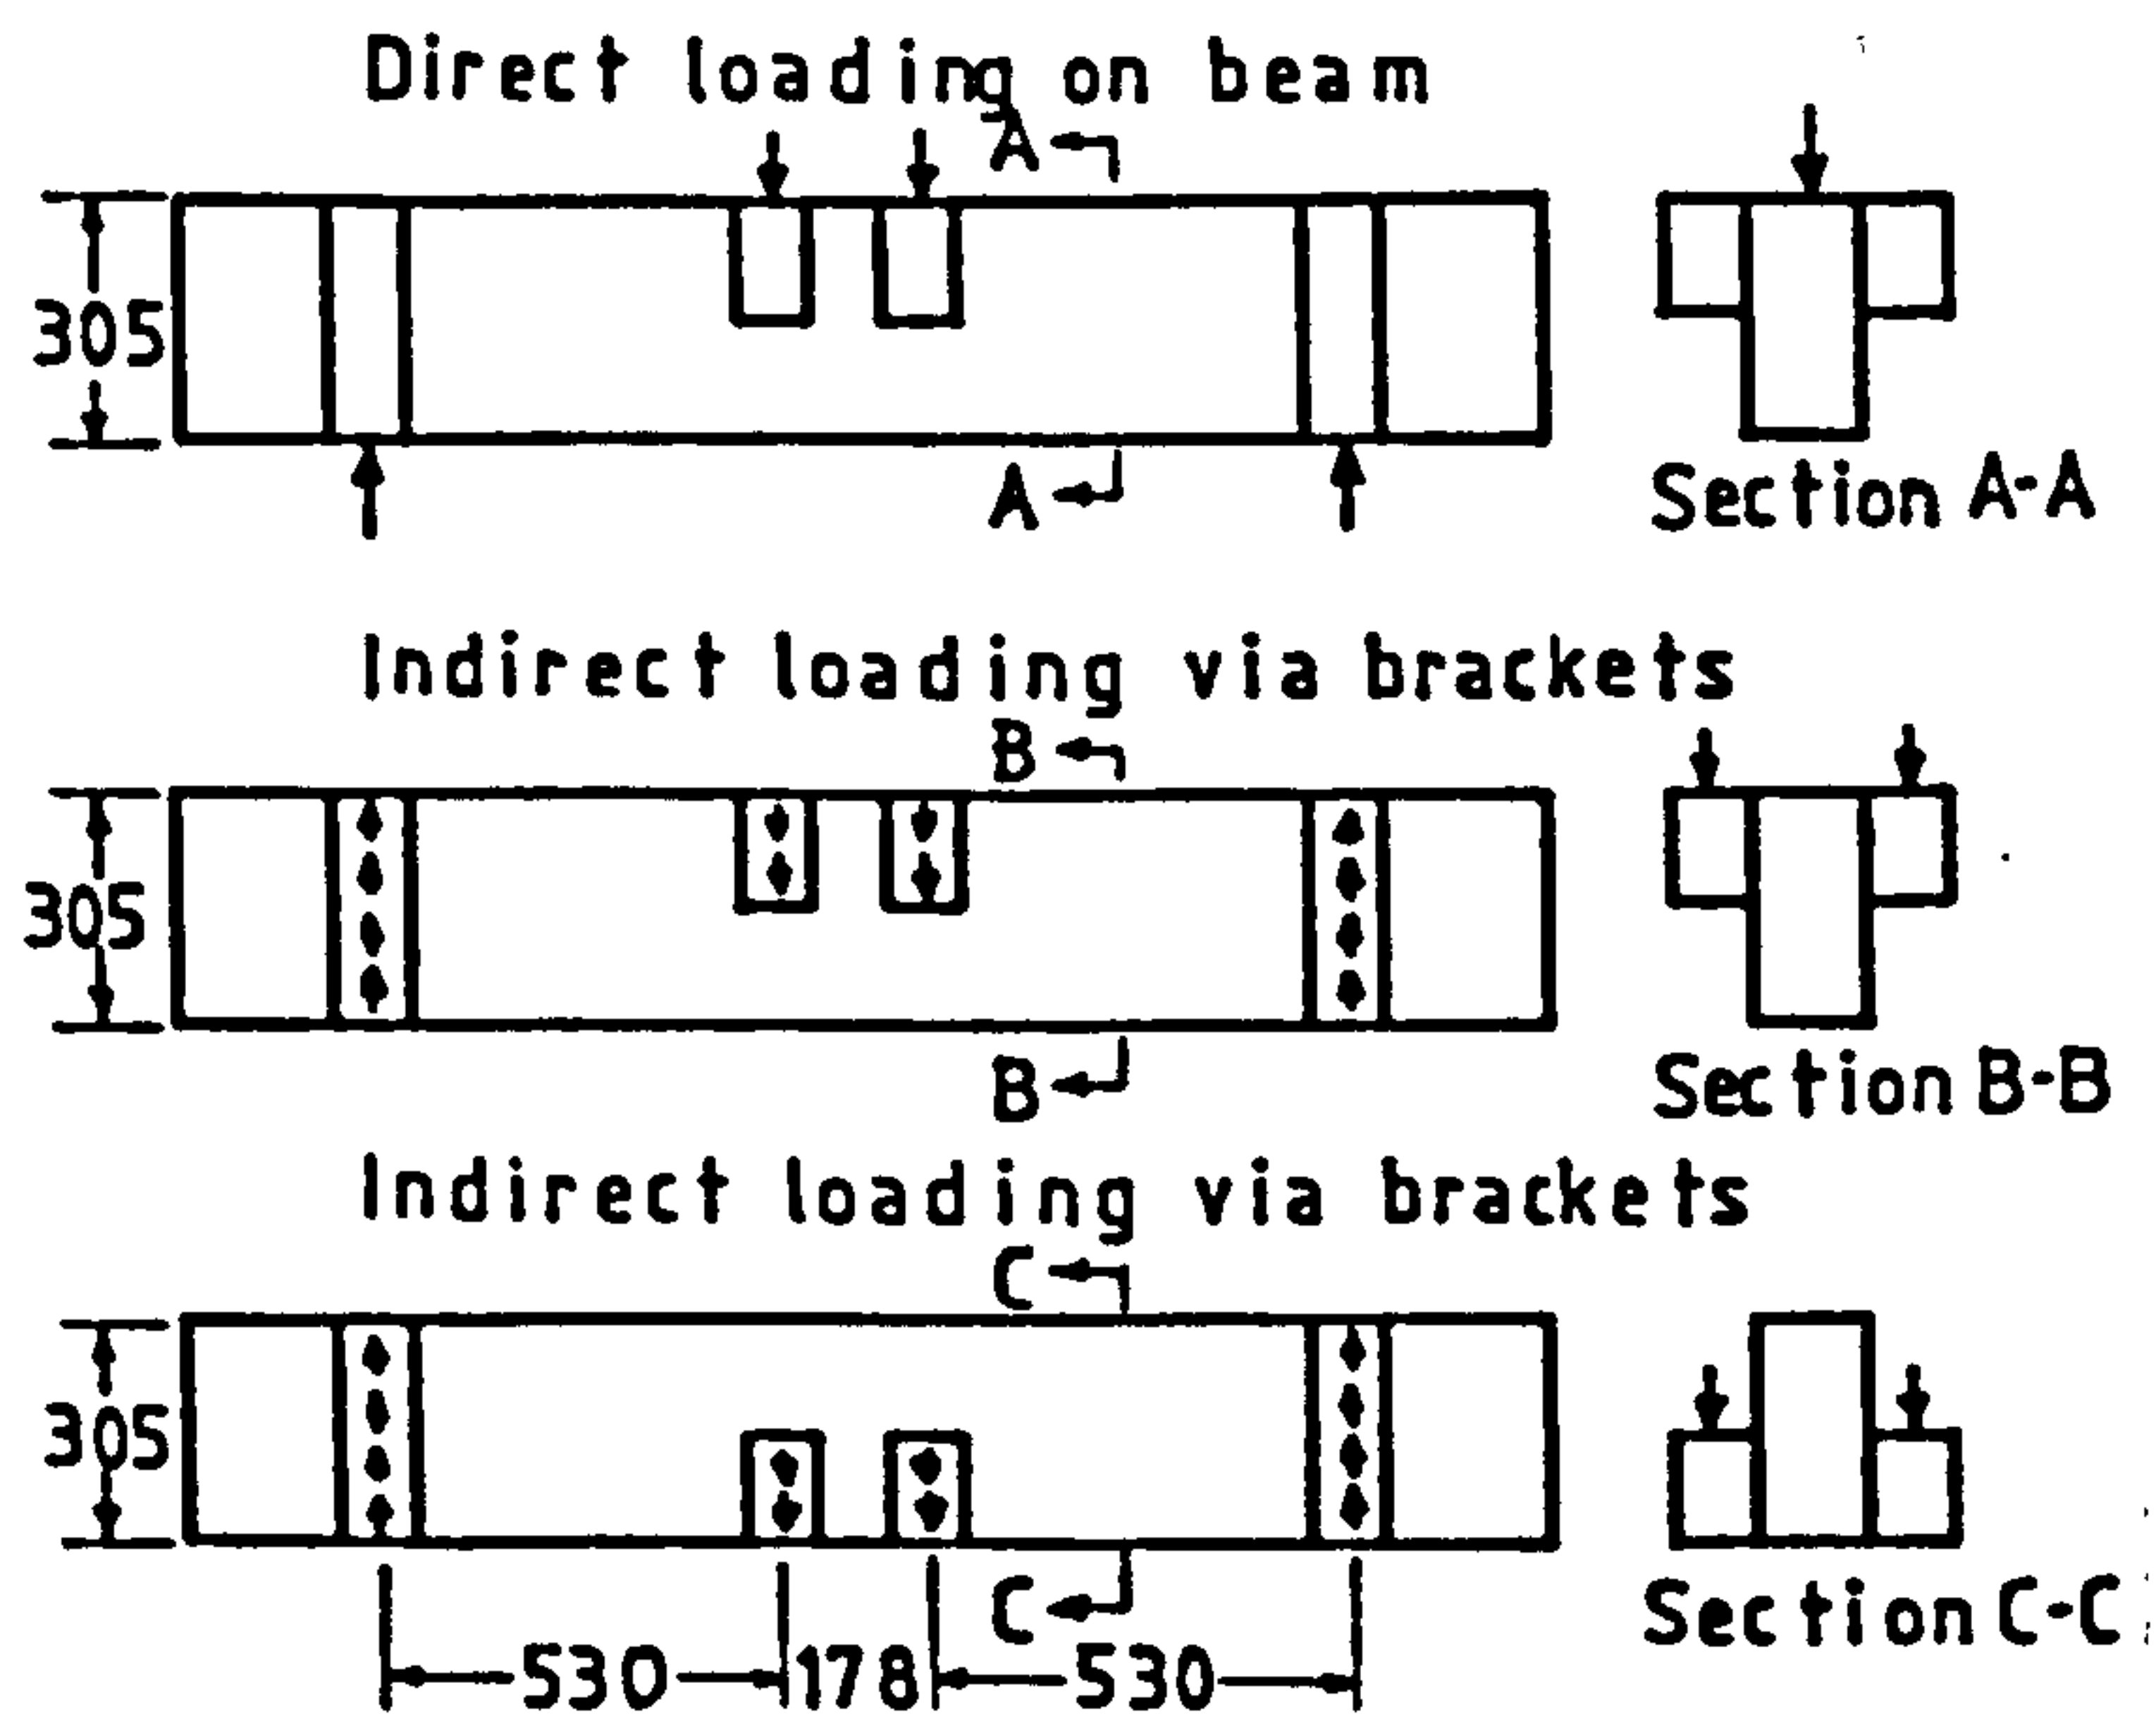 Direct loading on beam
A
305
A
Section A-A
Indirect loading via brackets
B
305
B
Section B-B
Indirect loading via brackets
C
305
C
Section C-C
530 178 530